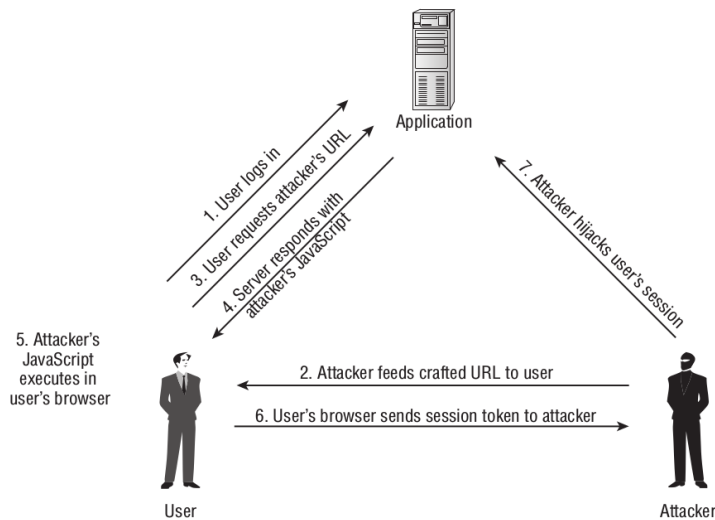 Application
1. User logs in
3. User requests attacker's URL
4. Server responds with
attacker's JavaScript
7. Attacker hijacks user's session
5. Attacker's
JavaScript
executes in
user's browser
2. Attacker feeds crafted URL to user
6. User's browser sends session token to attacker
User
Attacker